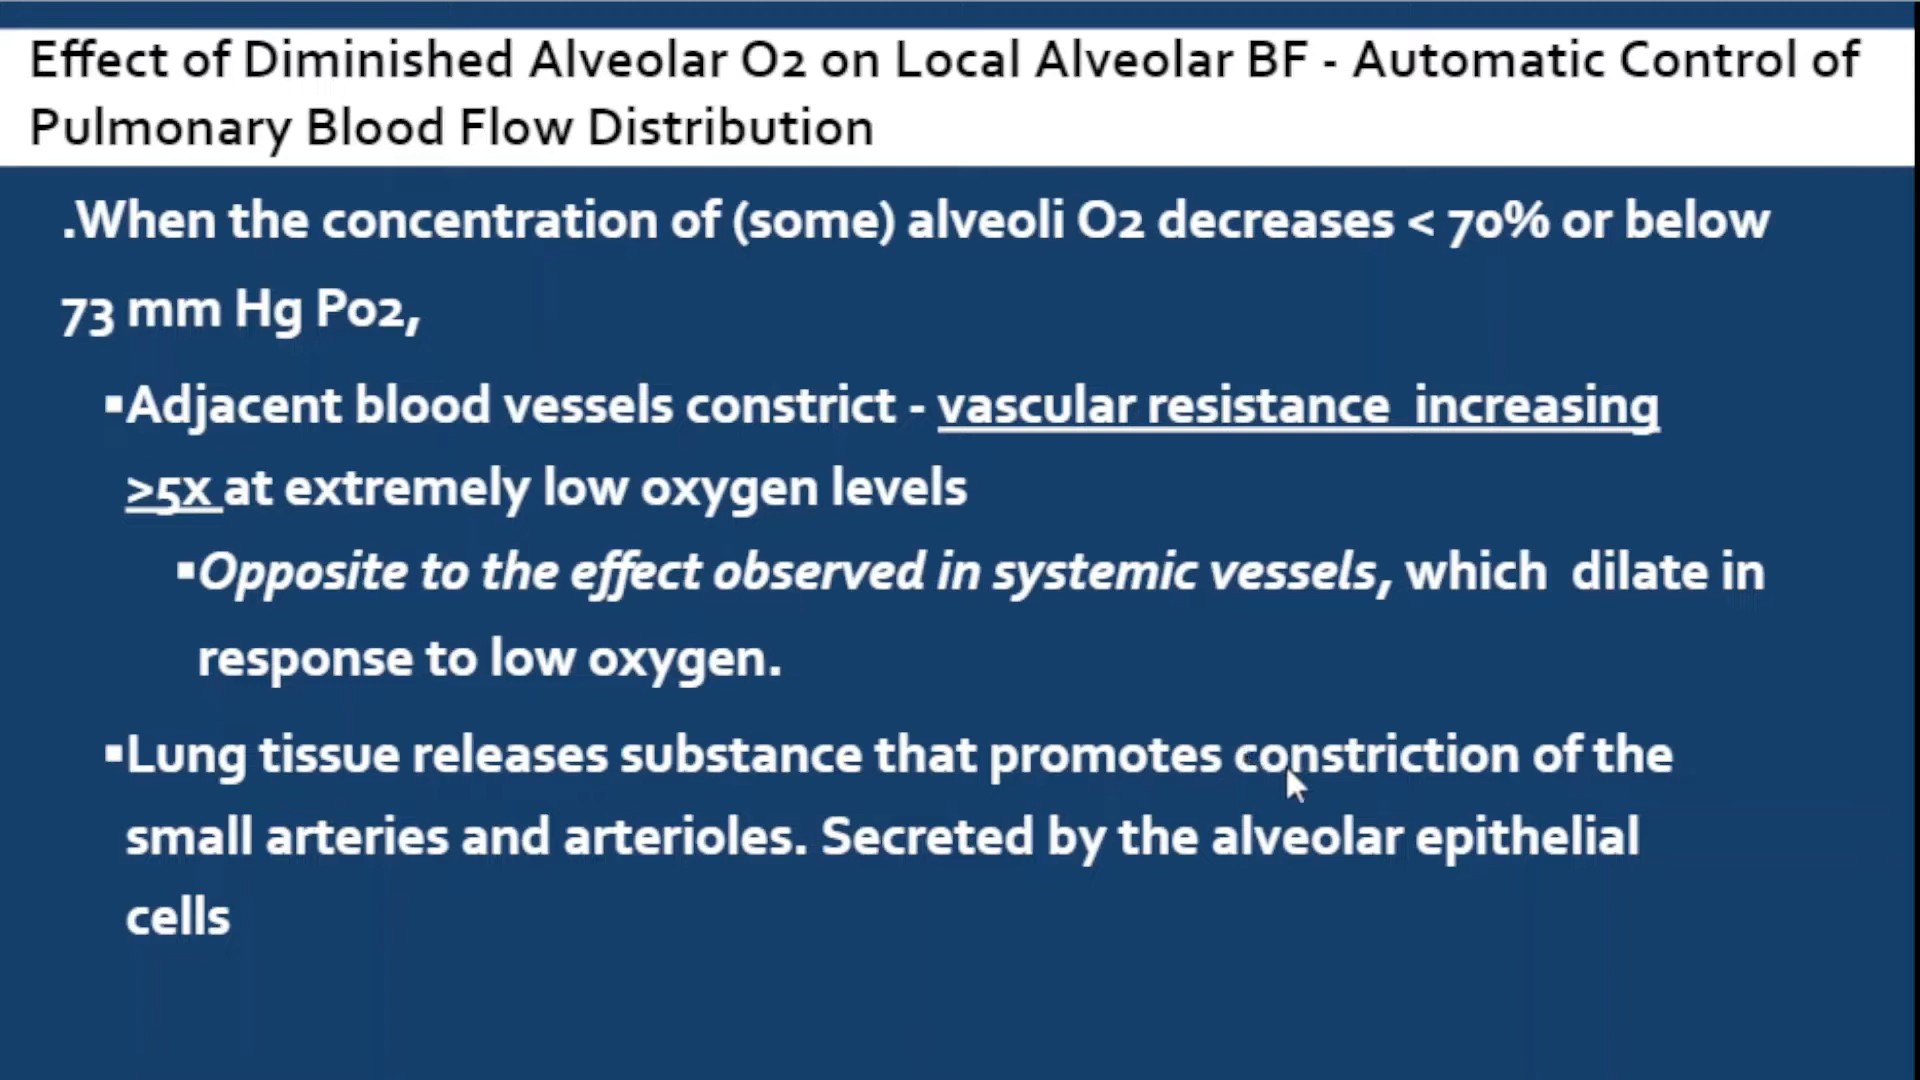 Effect of Diminished Alveolar O2 on Local Alveolar BF - Automatic Control of
Pulmonary Blood Flow Distribution
.When the concentration of (some) alveoli O2 decreases < 70% or below
73 mm Hg Po2,
▪Adjacent blood vessels constrict - vascular resistance increasing
>5x at extremely low oxygen levels
▪Opposite to the effect observed in systemic vessels, which dilate in
response to low oxygen.
▪Lung tissue releases substance that promotes constriction of the
small arteries and arterioles. Secreted by the alveolar epithelial
cells